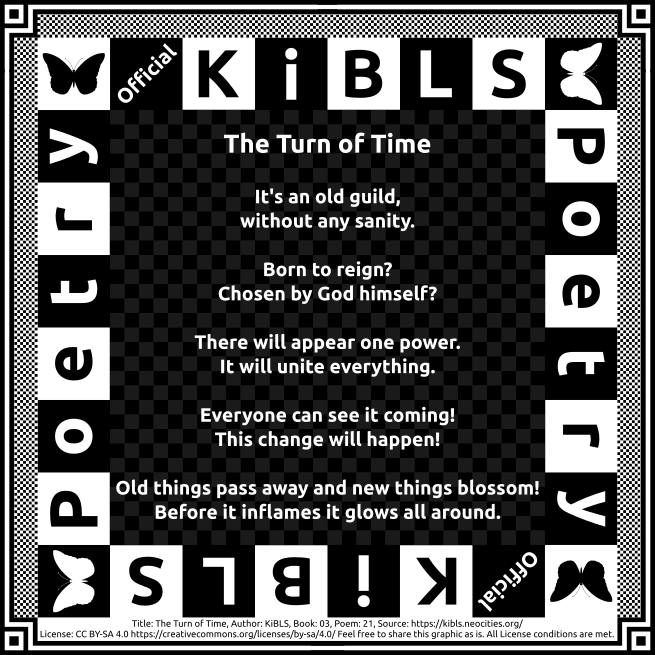 Official KiBLS
Poetry
Poetry
The Turn of Time
It's an old guild,
without any sanity.
Born to reign?
Chosen by God himself?
There will appear one power.
It will unite everything.
Everyone can see it coming!
This change will happen!
Old things pass away and new things blossom!
Before it inflames it glows all around.
Official KiBLS
Title: The Turn of Time, Author: KiBLS, Book: 03, Poem: 21, Source: https://kibls.neocities.org/
License: CC BY-SA 4.0 https://creativecommons.org/licenses/by-sa/4.0/ Feel free to share this graphic as is. All License conditions are met.